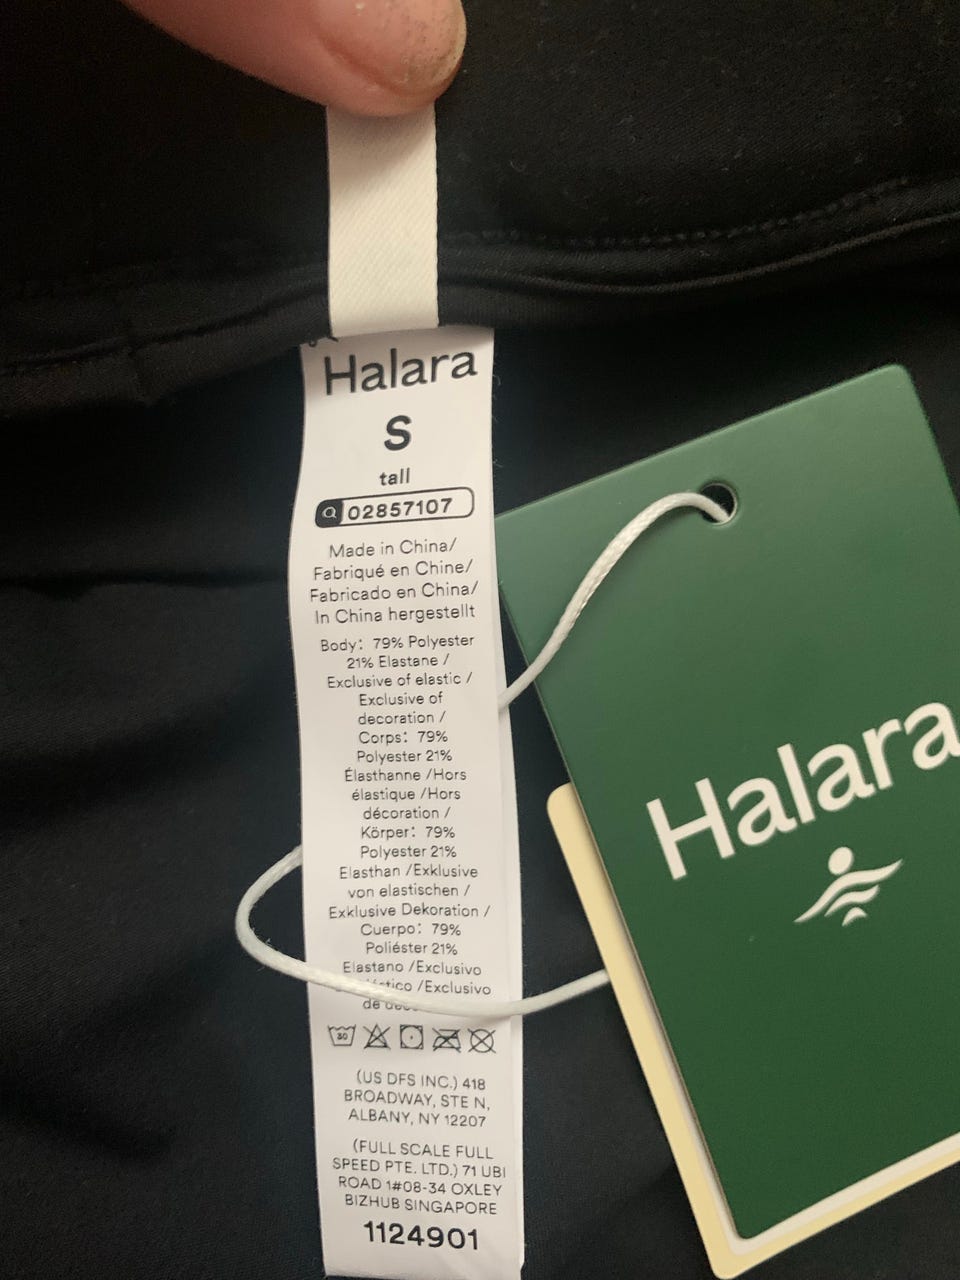 Halara
S
tall
02857107
Made in China/
Fabriqué en Chine/
Fabricado en China/
In China hergestellt
Body: 79% Polyester
21% Elastane /
Exclusive of elastic /
Exclusive of
decoration /
Corps: 79%
Polyester 21%
Élasthanne /Hors
élastique /Hors
décoration /
Körper: 79%
Polyester 21%
Elasthan /Exklusive
von elastischen /
Exklusive Dekoration /
Cuerpo: 79%
Poliéster 21%
Elastano /Exclusivo
/Exclusivo
de
30
(US DFS INC.) 418
BROADWAY, STE N,
ALBANY, NY 12207
(FULL SCALE FULL
SPEED PTE. LTD.) 71 UBI
ROAD 1#08-34 OXLEY
BIZHUB SINGAPORE
1124901
Halara